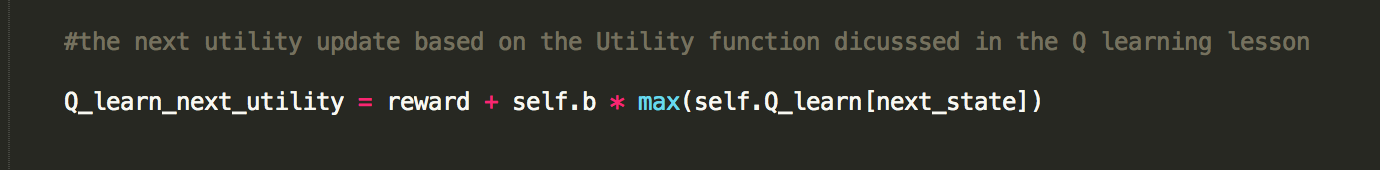 #the next utility update based on the Utility function dicusssed in the Q learning lesson
Q_learn_next_utility = reward + self.b * max(self.Q_learn[next_state])